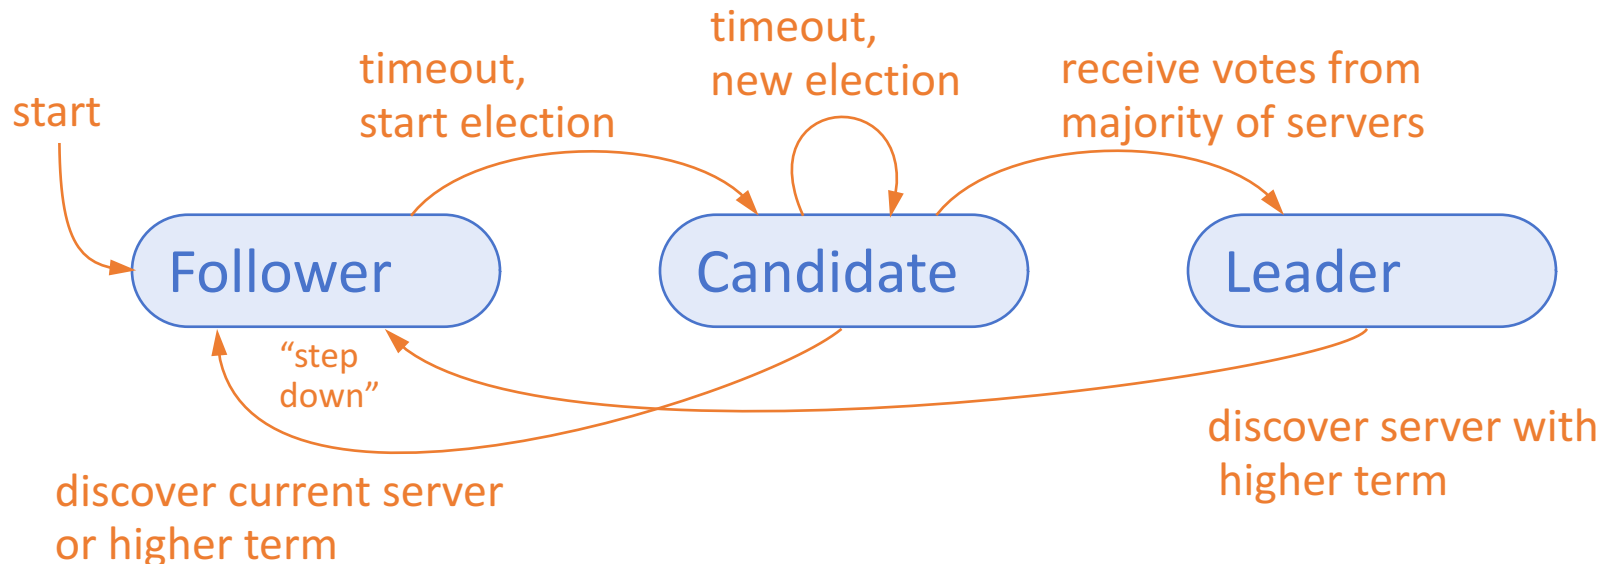 start
timeout,
start election
timeout,
new election
receive votes from
majority of servers
Follower
Candidate
Leader
“step
down”
discover current server
or higher term
discover server with
higher term